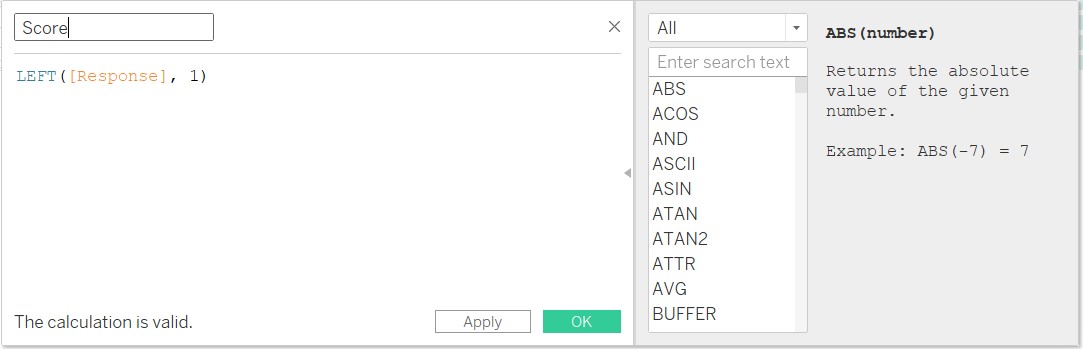 Score
LEFT([Response], 1)
The calculation is valid.
Apply
OK
All
Enter search text
ABS
ACOS
AND
ASCII
ASIN
ATAN
ATAN2
ATTR
AVG
BUFFER
ABS(number)
Returns the absolute
value of the given
number.
Example: ABS(-7) = 7